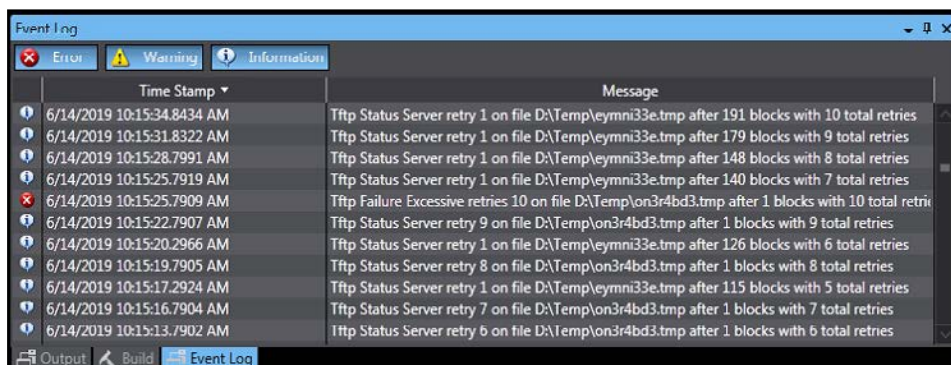 Event Log
Error Warning Information
Time Stamp Message
6/14/2019 10:15:34.8434 AM Tftp Status Server retry 1 on file D:\Temp\eymni33e.tmp after 191 blocks with 10 total retries
6/14/2019 10:15:31.8322 AM Tftp Status Server retry 1 on file D:\Temp\eymni33e.tmp after 179 blocks with 9 total retries
6/14/2019 10:15:28.7991 AM Tftp Status Server retry 1 on file D:\Temp\eymni33e.tmp after 148 blocks with 8 total retries
6/14/2019 10:15:25.7919 AM Tftp Status Server retry 1 on file D:\Temp\eymni33e.tmp after 140 blocks with 7 total retries
6/14/2019 10:15:25.7909 AM Tftp Failure Excessive retries 10 on file D:\Temp\on3r4bd3.tmp after 1 blocks with 10 total retrie
6/14/2019 10:15:22.7907 AM Tftp Status Server retry 9 on file D:\Temp\on3r4bd3.tmp after 1 blocks with 9 total retries
6/14/2019 10:15:20.2966 AM Tftp Status Server retry 1 on file D:\Temp\eymni33e.tmp after 126 blocks with 6 total retries
6/14/2019 10:15:19.7905 AM Tftp Status Server retry 8 on file D:\Temp\on3r4bd3.tmp after 1 blocks with 8 total retries
6/14/2019 10:15:17.2924 AM Tftp Status Server retry 1 on file D:\Temp\eymni33e.tmp after 115 blocks with 5 total retries
6/14/2019 10:15:16.7904 AM Tftp Status Server retry 7 on file D:\Temp\on3r4bd3.tmp after 1 blocks with 7 total retries
6/14/2019 10:15:13.7902 AM Tftp Status Server retry 6 on file D:\Temp\on3r4bd3.tmp after 1 blocks with 6 total retries
Output Build Event Log